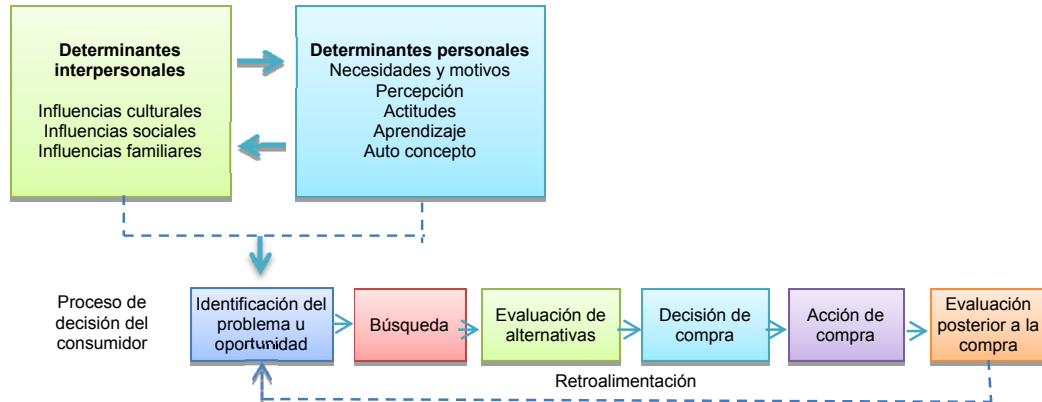 Determinantes
interpersonales
Influencias culturales
Influencias sociales
Influencias familiares
Determinantes personales
Necesidades y motivos
Percepción
Actitudes
Aprendizaje
Auto concepto
Proceso de
decisión del
consumidor
Identificación del
problema u
oportunidad
Búsqueda
Evaluación de
alternativas
Decisión de
compra
Acción de
compra
Evaluación
posterior a la
compra
Retroalimentación